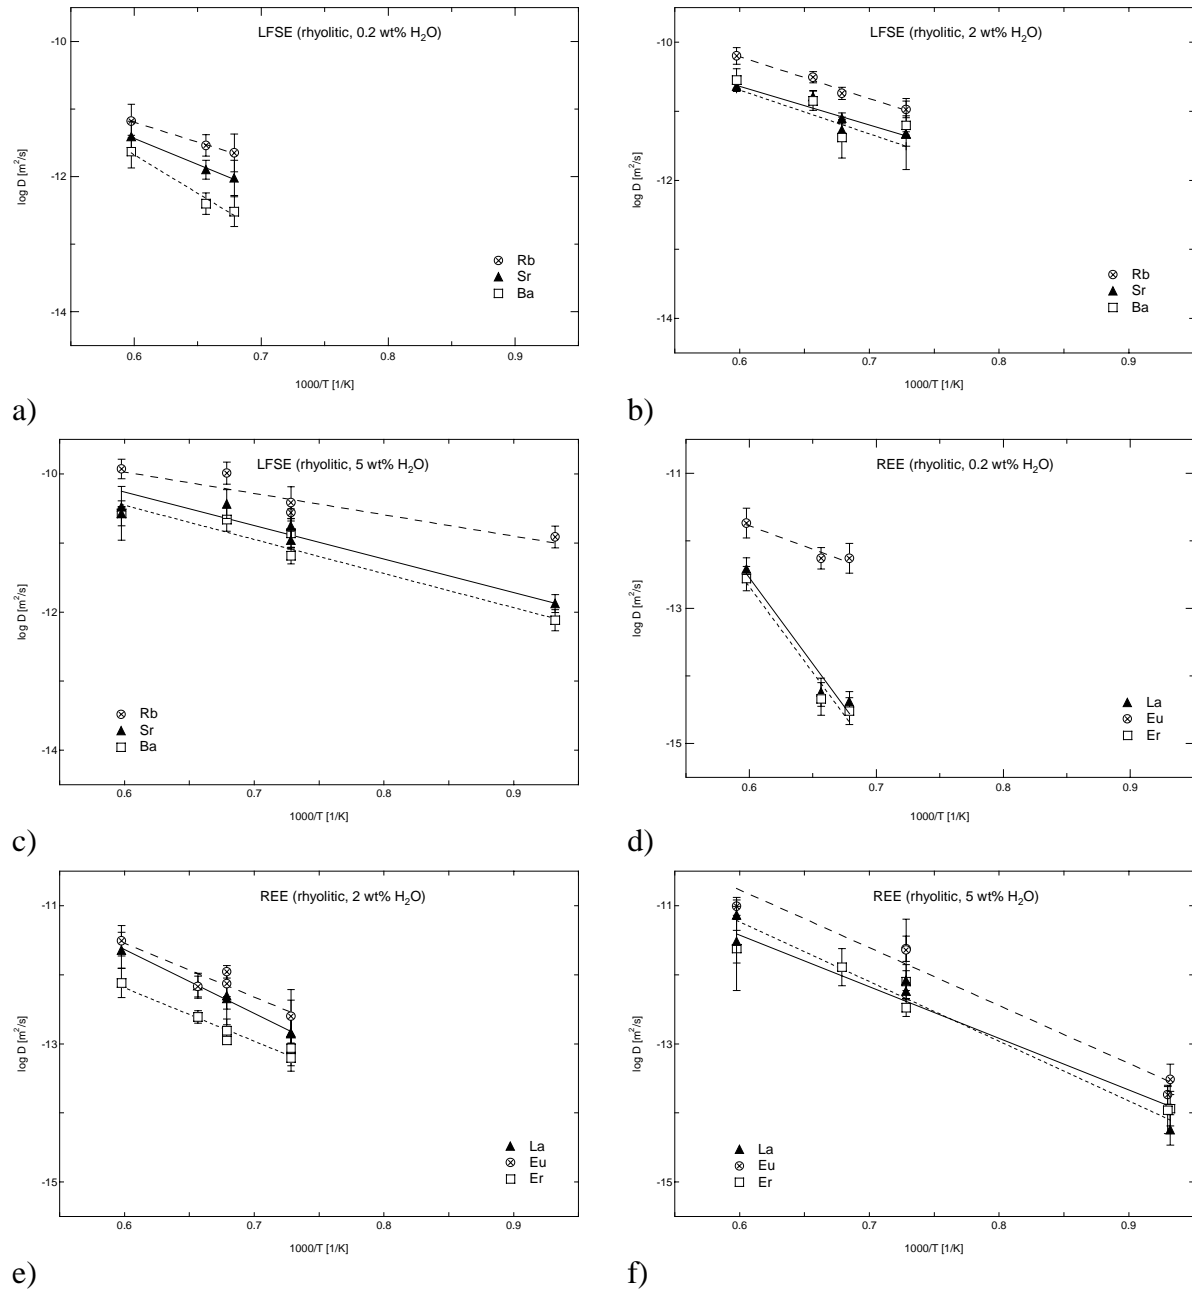 LFSE (rhyolitic, 0.2 wt% H2O)
-10
-12
-14
log D [m2/s]
Rb
Sr
Ba
0.6 0.7 0.8 0.9
1000/T [1/K]
a)
LFSE (rhyolitic, 2 wt% H2O)
-10
-12
-14
log D [m2/s]
Rb
Sr
Ba
0.6 0.7 0.8 0.9
1000/T [1/K]
b)
LFSE (rhyolitic, 5 wt% H2O)
-10
-12
-14
log D [m2/s]
Rb
Sr
Ba
0.6 0.7 0.8 0.9
1000/T [1/K]
c)
REE (rhyolitic, 0.2 wt% H2O)
-11
-13
-15
log D [m2/s]
La
Eu
Er
0.6 0.7 0.8 0.9
1000/T [1/K]
d)
REE (rhyolitic, 2 wt% H2O)
-11
-13
-15
log D [m2/s]
La
Eu
Er
0.6 0.7 0.8 0.9
1000/T [1/K]
e)
REE (rhyolitic, 5 wt% H2O)
-11
-13
-15
log D [m2/s]
La
Eu
Er
0.6 0.7 0.8 0.9
1000/T [1/K]
f)